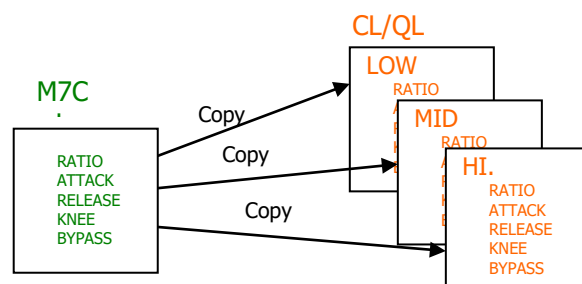 CL/QL
LOW
RATIO
M7C
Copy
MID
RATIO
Copy
HI.
RATIO
ATTACK
RELEASE
KNEE
BYPASS
RATIO
ATTACK
RELEASE
KNEE
BYPASS
Copy